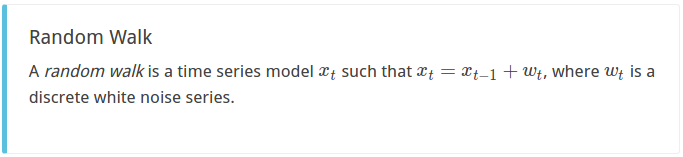 Random Walk
A random walk is a time series model xₜ such that xₜ = xₜ₋₁ + wₜ, where wₜ is a
discrete white noise series.